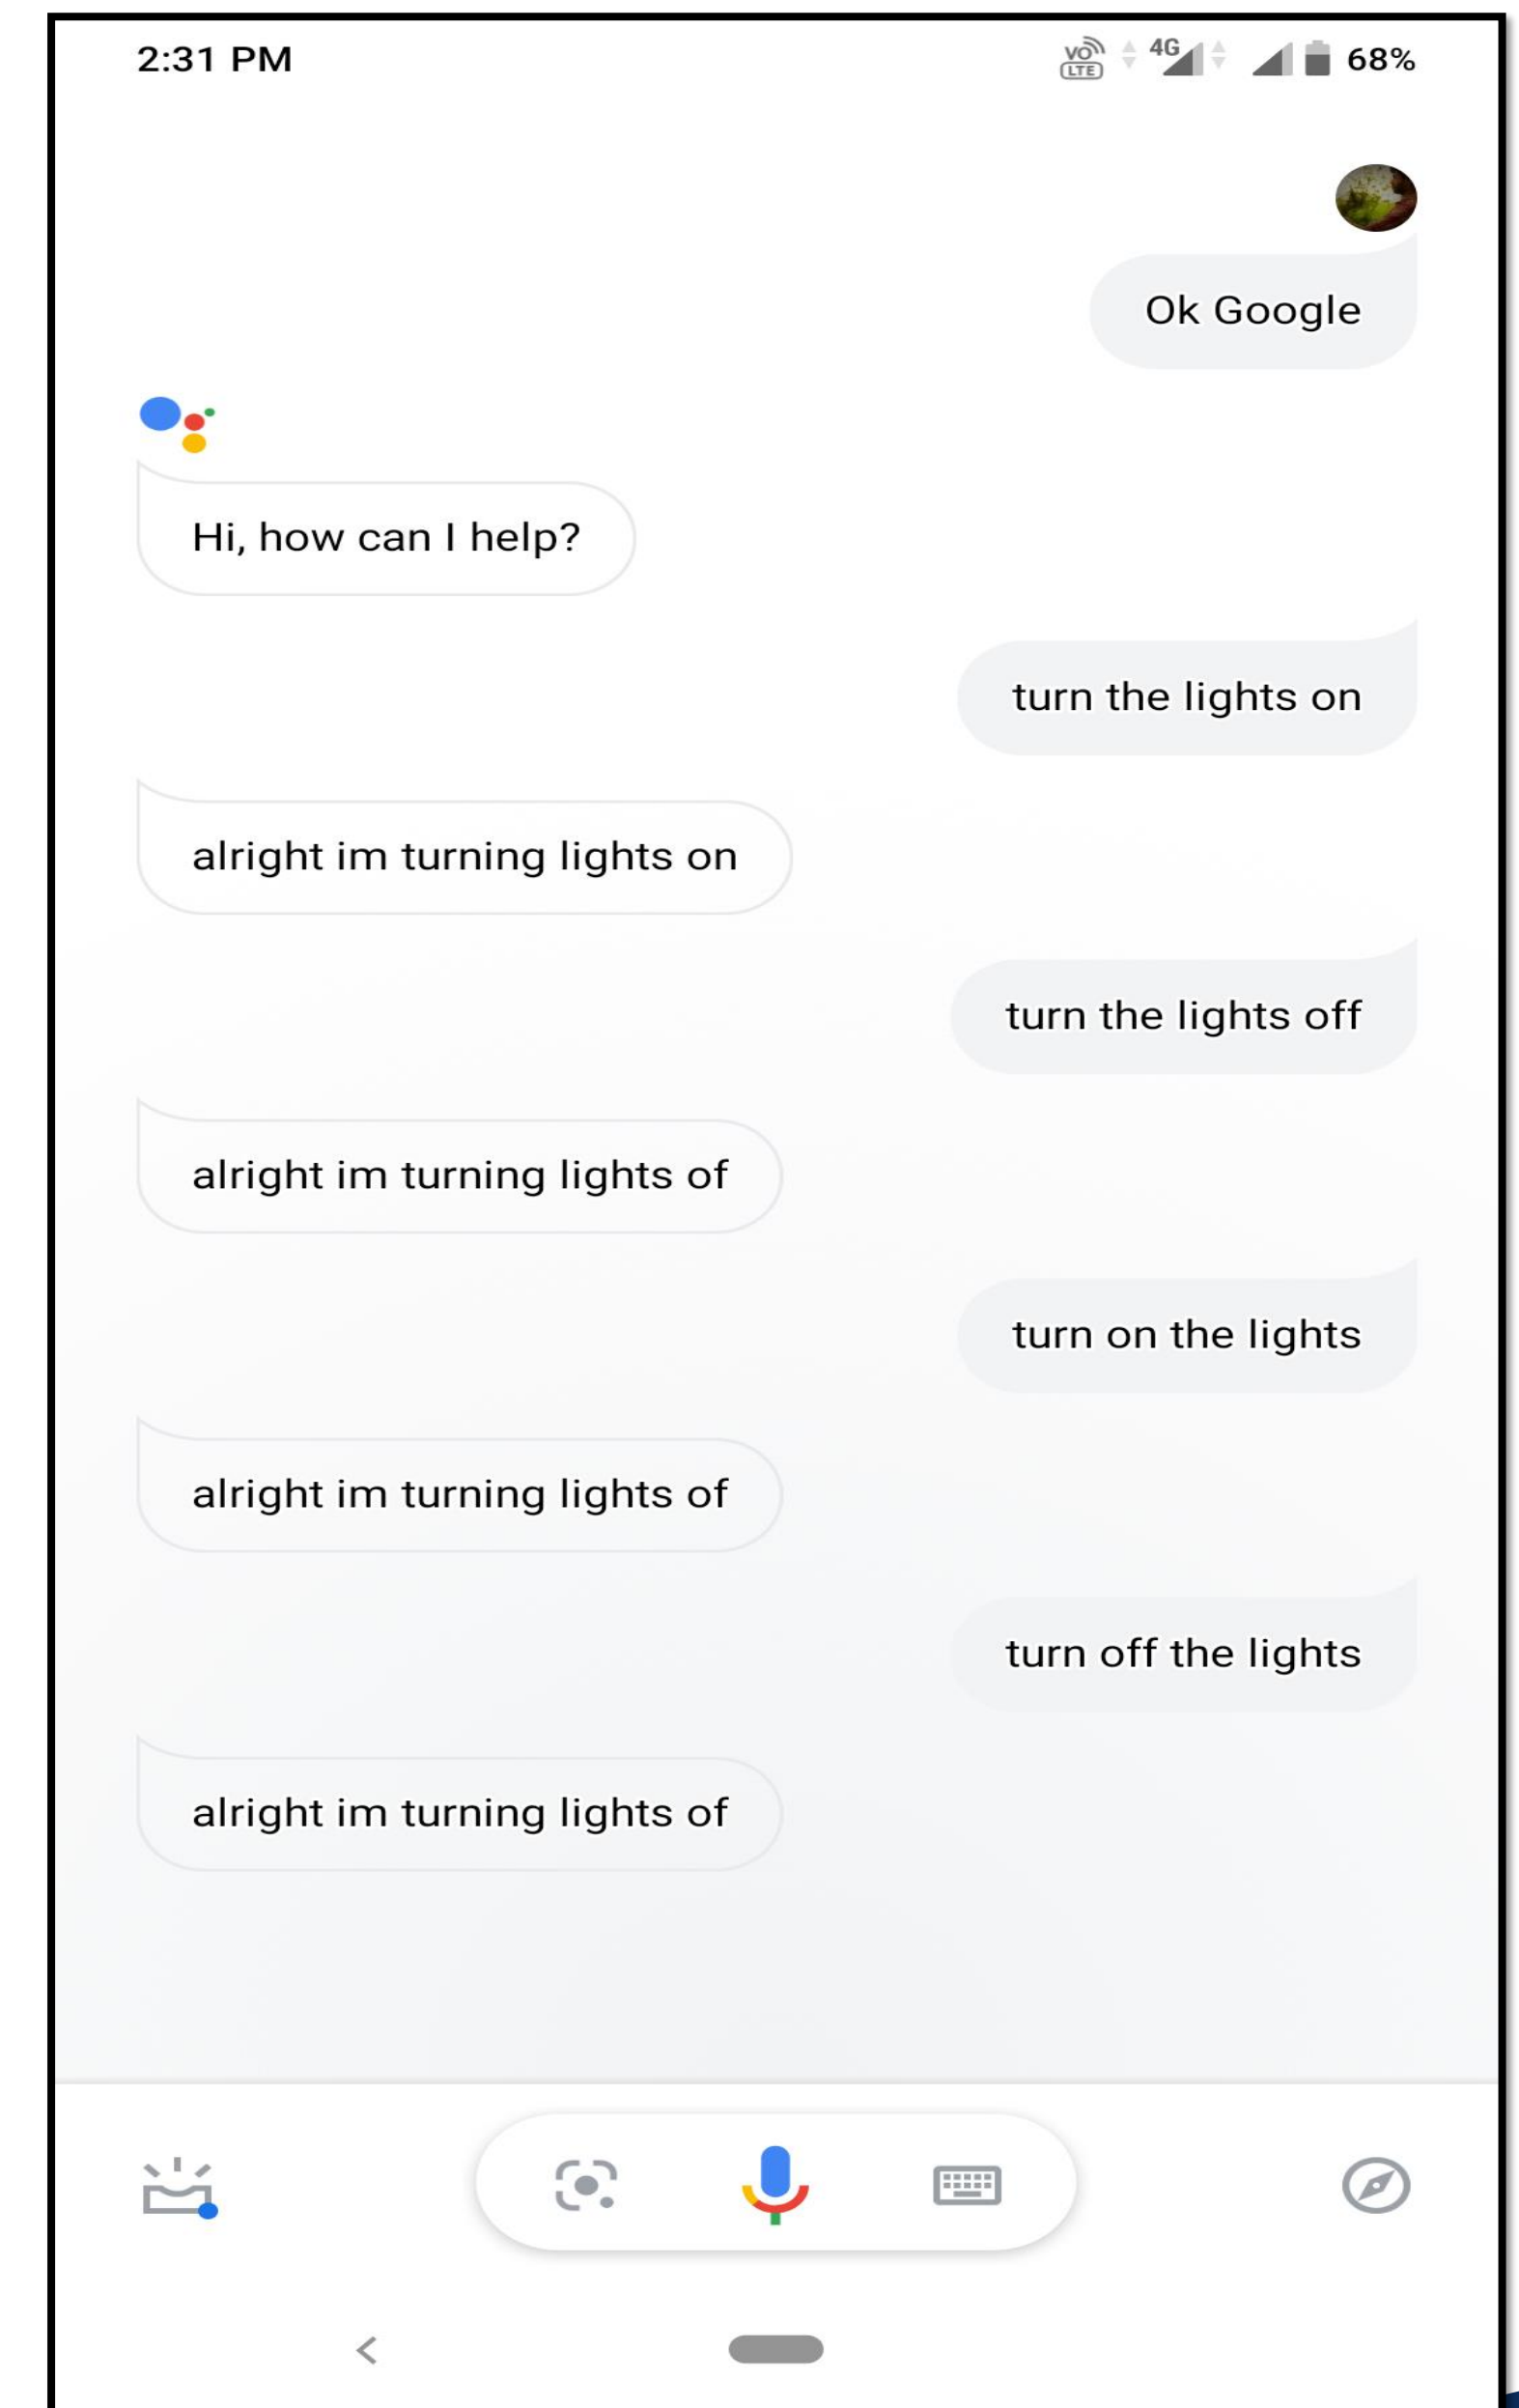 2:31 PM VO LTE 4G 68%
Ok Google
Hi, how can I help?
turn the lights on
alright im turning lights on
turn the lights off
alright im turning lights of
turn on the lights
alright im turning lights of
turn off the lights
alright im turning lights of